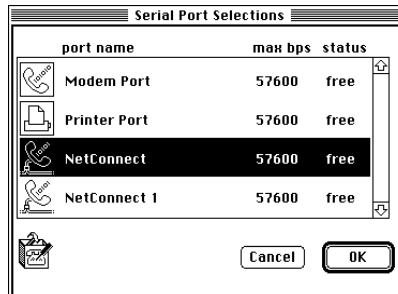 Serial Port Selections
port name max bps status
Modem Port 57600 free
Printer Port 57600 free
NetConnect 57600 free
NetConnect 1 57600 free
Cancel OK